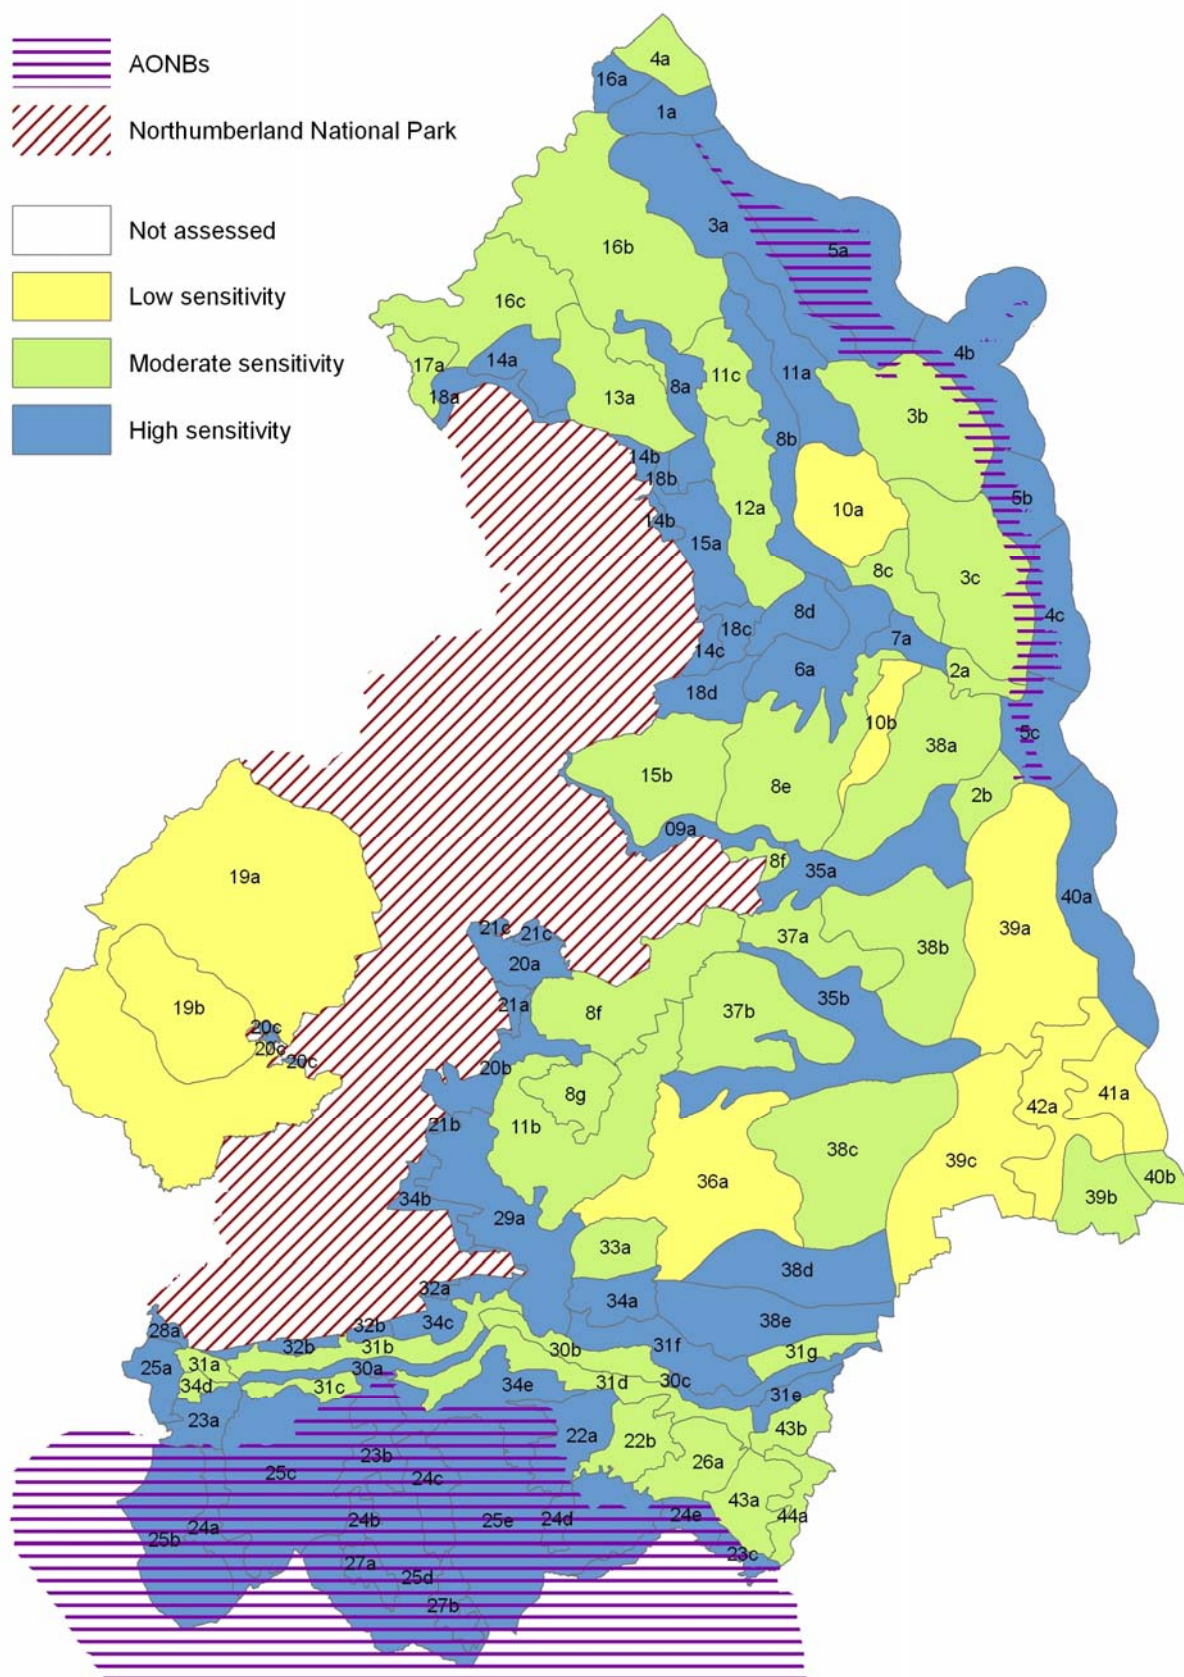 AONBs
Northumberland National Park
Not assessed
Low sensitivity
Moderate sensitivity
High sensitivity
4a
16a
1a
3a
5a
16b
16c
4b
17a
14a
8a
11c
11a
18a
13a
3b
8b
14b
18b
5b
12a
10a
14b
15a
8c
3c
8d
4c
18c
7a
14c
6a
2a
18d
10b
5c
38a
15b
8e
2b
09a
8f
35a
19a
40a
21c
21c
37a
39a
38b
20a
35b
19b
21a
8f
37b
20c
20c
20c
20b
8g
41a
42a
21b
11b
38c
39c
40b
36a
34b
39b
29a
33a
38d
32a
34a
38e
28a
32b
34c
32b
31b
30b
31f
31g
25a
31a
30a
34d
31c
34e
31d
30c
31e
23a
22a
43b
22b
23b
26a
25c
24c
43a
24a
24b
25e
24d
24e
44a
25b
23c
27a
25d
27b